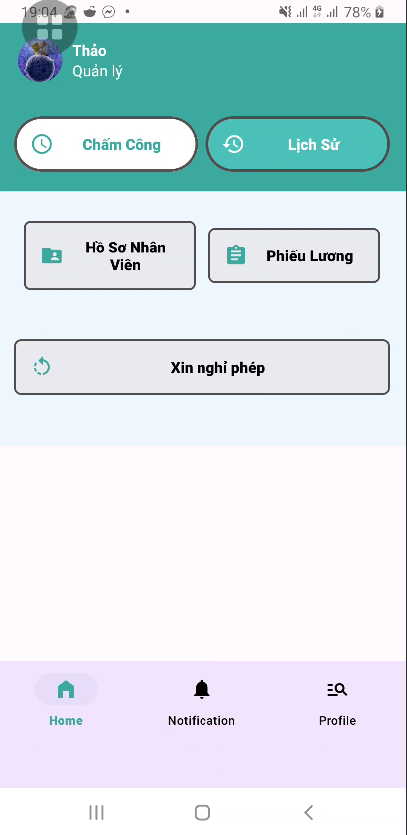 19:04
4G
78%
Thảo
Quản lý
Chấm Công
Lịch Sử
Hồ Sơ Nhân
Viên
Phiếu Lương
Xin nghỉ phép
Home
Notification
Profile